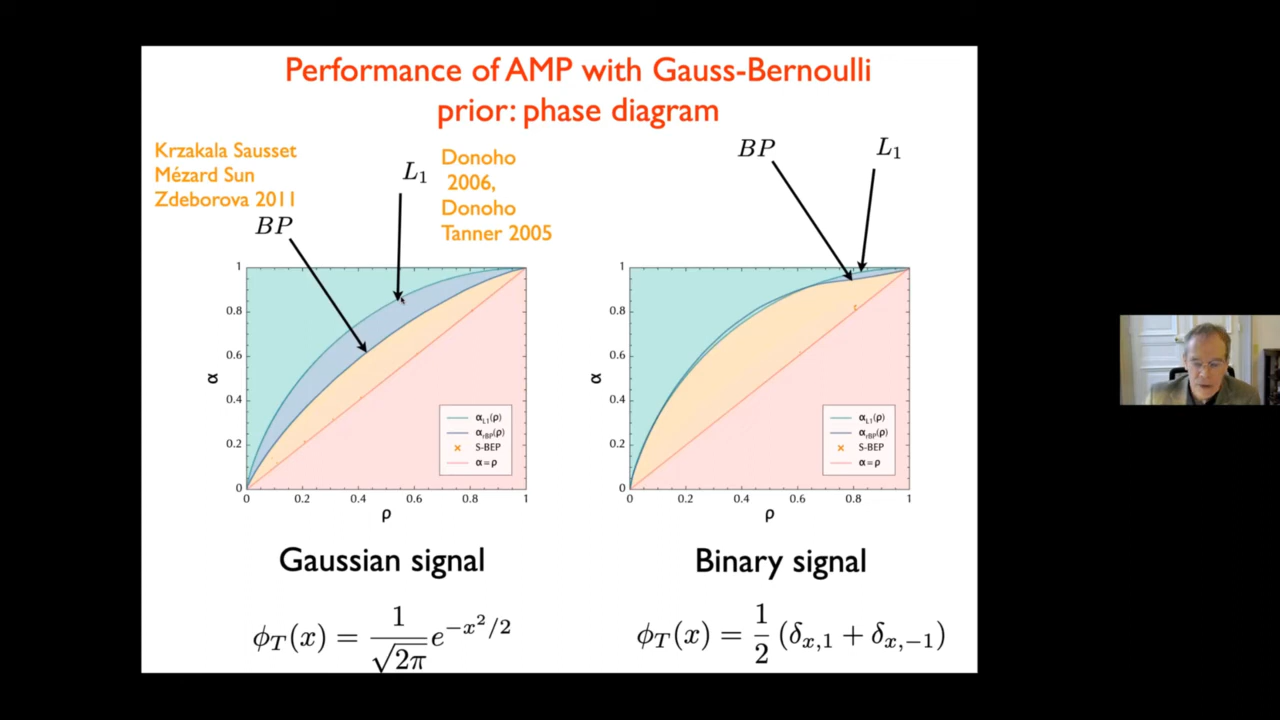 Performance of AMP with Gauss-Bernoulli
prior: phase diagram
Krzakala Sausset
Mézard Sun
Zdeborova 2011
BP
L₁
Donoho
2006,
Donoho
Tanner 2005
BP
L₁
1
0.8
0.6
0.4
0.2
0
α
0 0.2 0.4 0.6 0.8 1
ρ
α_L1(ρ)
α_rBP(ρ)
S-BEP
α = ρ
1
0.8
0.6
0.4
0.2
0
α
0 0.2 0.4 0.6 0.8 1
ρ
α_L1(ρ)
α_rBP(ρ)
S-BEP
α = ρ
Gaussian signal
Binary signal
ϕ_T(x) = 1/√2π e^{-x²/2}
ϕ_T(x) = 1/2 (δ_{x,1} + δ_{x,-1})